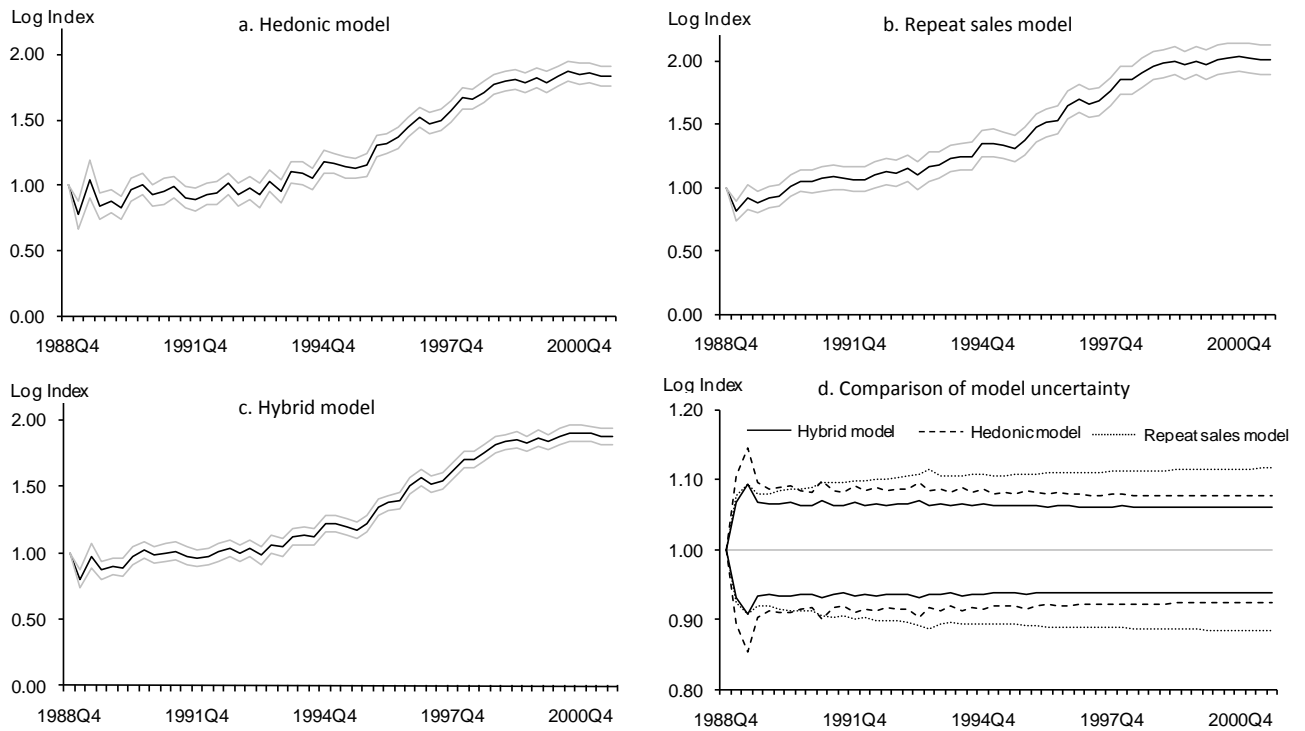 Log Index
a. Hedonic model
2.00
1.50
1.00
0.50
0.00
1988Q4 1991Q4 1994Q4 1997Q4 2000Q4
Log Index
b. Repeat sales model
2.00
1.50
1.00
0.50
0.00
1988Q4 1991Q4 1994Q4 1997Q4 2000Q4
Log Index
c. Hybrid model
2.00
1.50
1.00
0.50
0.00
1988Q4 1991Q4 1994Q4 1997Q4 2000Q4
Log Index
d. Comparison of model uncertainty
1.20
Hybrid model Hedonic model Repeat sales model
1.10
1.00
0.90
0.80
1988Q4 1991Q4 1994Q4 1997Q4 2000Q4